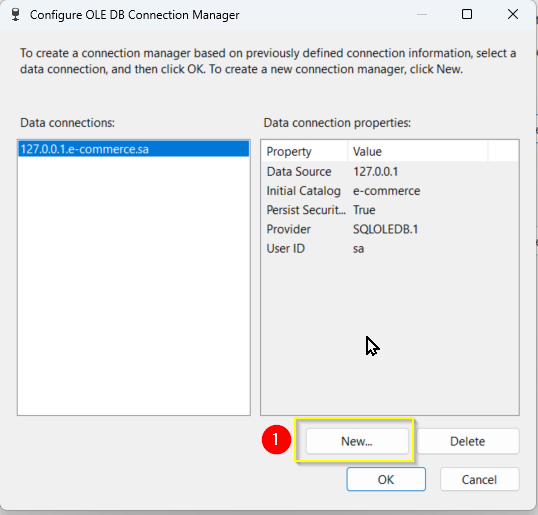 Configure OLE DB Connection Manager
To create a connection manager based on previously defined connection information, select a
data connection, and then click OK. To create a new connection manager, click New.
Data connections:
Data connection properties:
127.0.0.1.e-commerce.sa
Property Value
Data Source 127.0.0.1
Initial Catalog e-commerce
Persist Securit... True
Provider SQLOLEDB.1
User ID sa
1 New... Delete
OK Cancel